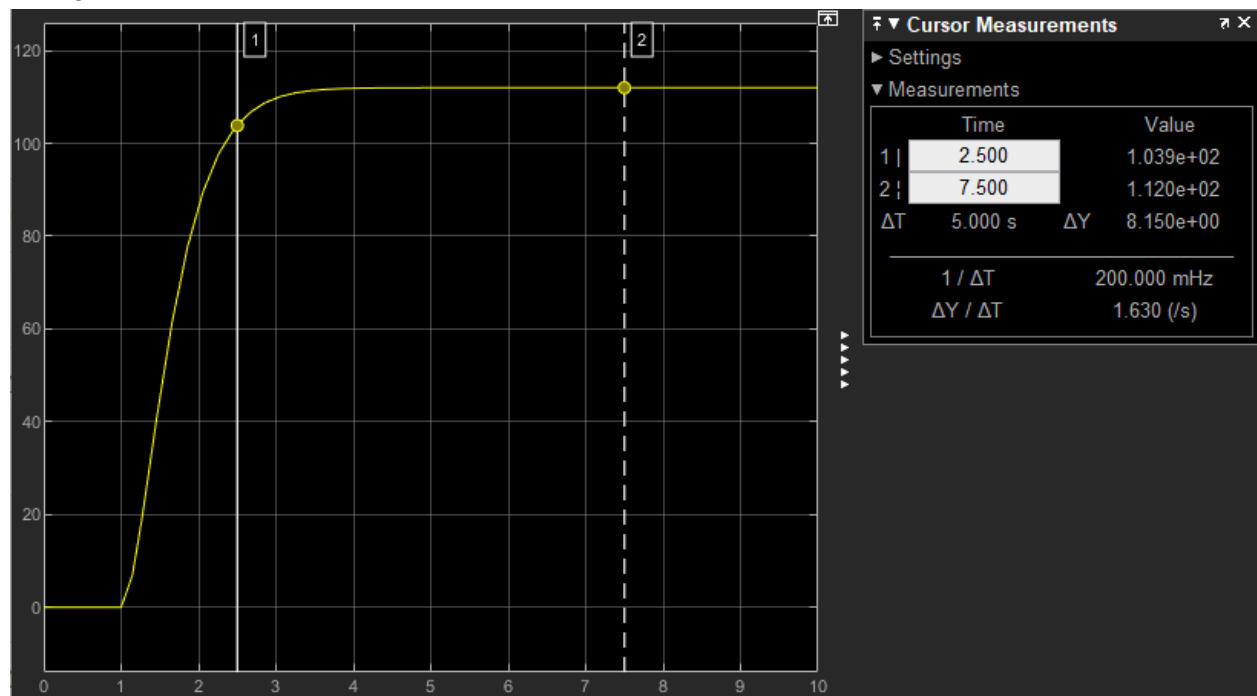 120
100
80
60
40
20
0
0 1 2 3 4 5 6 7 8 9 10
1
2
Cursor Measurements
Settings
Measurements
Time Value
1 | 2.500 1.039e+02
2 ¦ 7.500 1.120e+02
ΔT 5.000 s ΔY 8.150e+00
1 / ΔT 200.000 mHz
ΔY / ΔT 1.630 (/s)